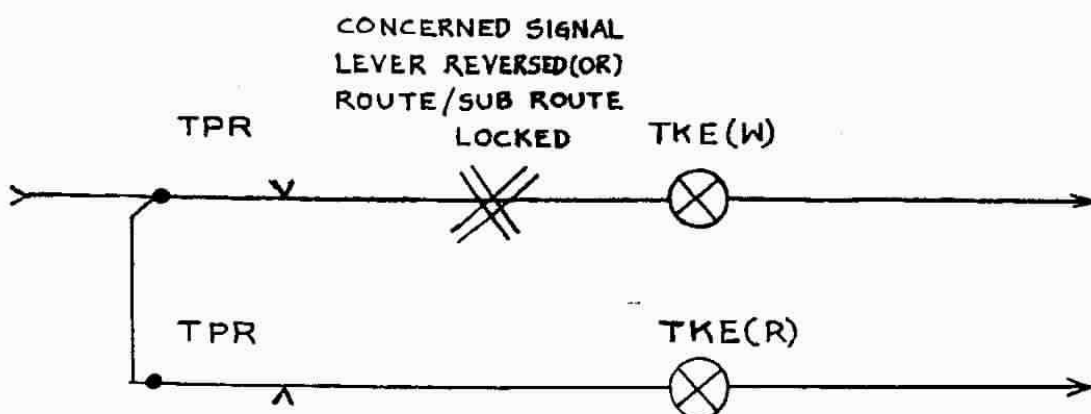 CONCERNED SIGNAL
LEVER REVERSED(OR)
ROUTE/SUB ROUTE
LOCKED
TPR
TKE(W)
TPR
TKE(R)